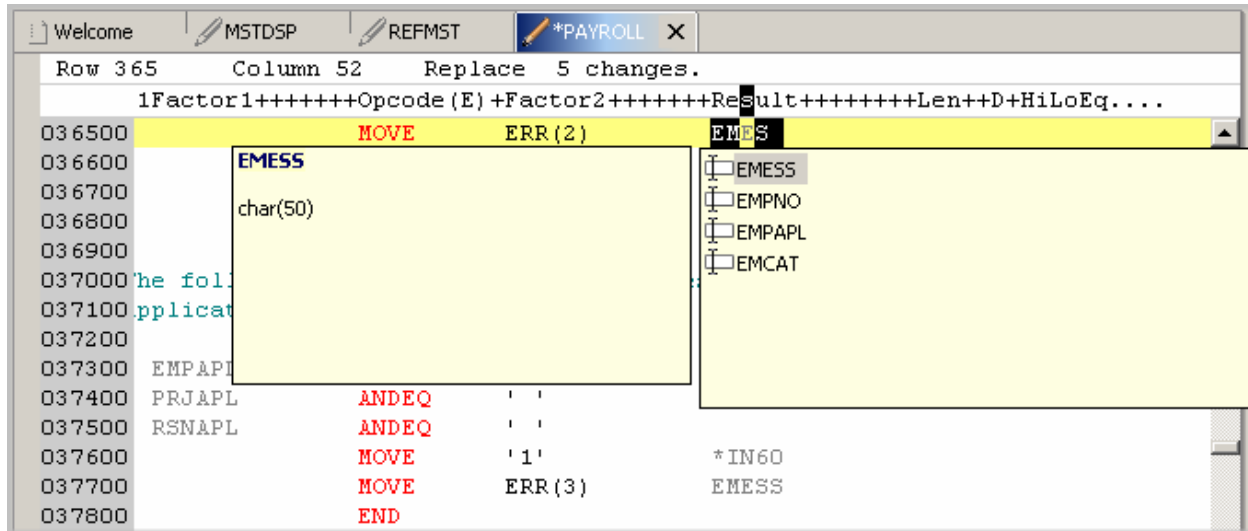 Welcome MSTDSP REFMST *PAYROLL
Row 365 Column 52 Replace 5 changes.
1Factor1+++++++Opcode(E)+Factor2+++++++Result++++++++Len++D+HiLoEq....
036500 MOVE ERR(2) EMES
036600
036700
036800
036900
037000 he foll
037100 pplicat
037200
037300 EMPAPL
037400 PRJAPL ANDEQ ' '
037500 RSNAPL ANDEQ ' '
037600 MOVE '1' *IN60
037700 MOVE ERR(3) EMESS
037800 END
EMESS
char(50)
EMESS
EMPNO
EMPAPL
EMCAT